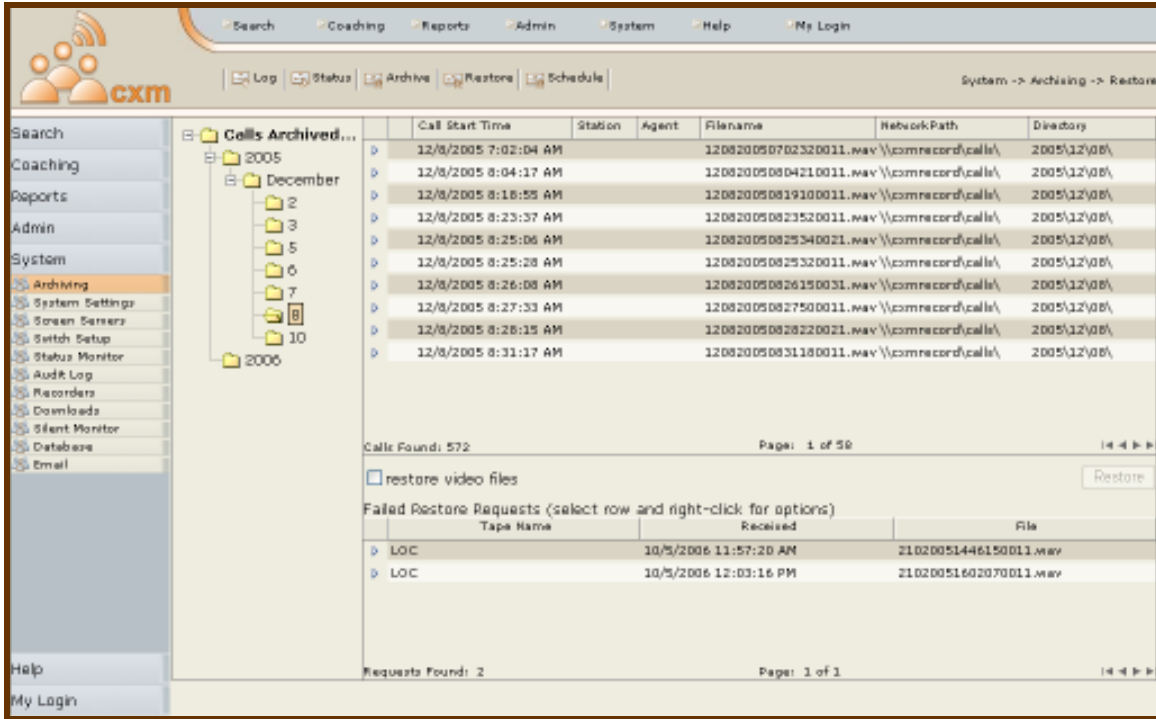 Search Coaching Reports Admin System Help My Login
cxm
Log Status Archive Restore Schedule
System -> Archiving -> Restore
Search
Coaching
Reports
Admin
System
Archiving
System Settings
Screen Servers
Switch Setup
Status Monitor
Audit Log
Recorders
Downloads
Silent Monitor
Database
Email
Help
My Login
Calls Archived...
2005
December
2
3
5
6
7
8
10
2006
Call Start Time Station Agent Filename NetworkPath Directory
12/8/2005 7:02:04 AM 120820050702320011.wav \\cxmrecord\calls\ 2005\12\08\
12/8/2005 8:04:17 AM 120820050804210011.wav \\cxmrecord\calls\ 2005\12\08\
12/8/2005 8:18:55 AM 120820050819100011.wav \\cxmrecord\calls\ 2005\12\08\
12/8/2005 8:23:37 AM 120820050823520011.wav \\cxmrecord\calls\ 2005\12\08\
12/8/2005 8:25:06 AM 120820050825340021.wav \\cxmrecord\calls\ 2005\12\08\
12/8/2005 8:25:28 AM 120820050825320011.wav \\cxmrecord\calls\ 2005\12\08\
12/8/2005 8:26:08 AM 120820050826150031.wav \\cxmrecord\calls\ 2005\12\08\
12/8/2005 8:27:33 AM 120820050827500011.wav \\cxmrecord\calls\ 2005\12\08\
12/8/2005 8:28:15 AM 120820050828220021.wav \\cxmrecord\calls\ 2005\12\08\
12/8/2005 8:31:17 AM 120820050831180011.wav \\cxmrecord\calls\ 2005\12\08\
Calls Found: 572 Page: 1 of 58
restore video files Restore
Failed Restore Requests (select row and right-click for options)
Tape Name Received File
LOC 10/5/2006 11:57:20 AM 21020051446150011.wav
LOC 10/5/2006 12:03:16 PM 21020051602070011.wav
Requests Found: 2 Page: 1 of 1